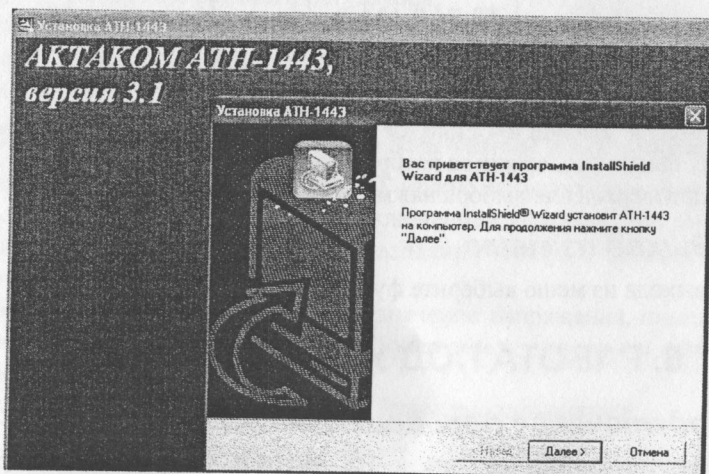 Установка АТН-1443
АКТАКОМ АТН-1443,
версия 3.1
Установка АТН-1443
Вас приветствует программа InstallShield
Wizard для АТН-1443
Программа InstallShield® Wizard установит АТН-1443
на компьютер. Для продолжения нажмите кнопку
"Далее".
< Назад
Далее >
Отмена